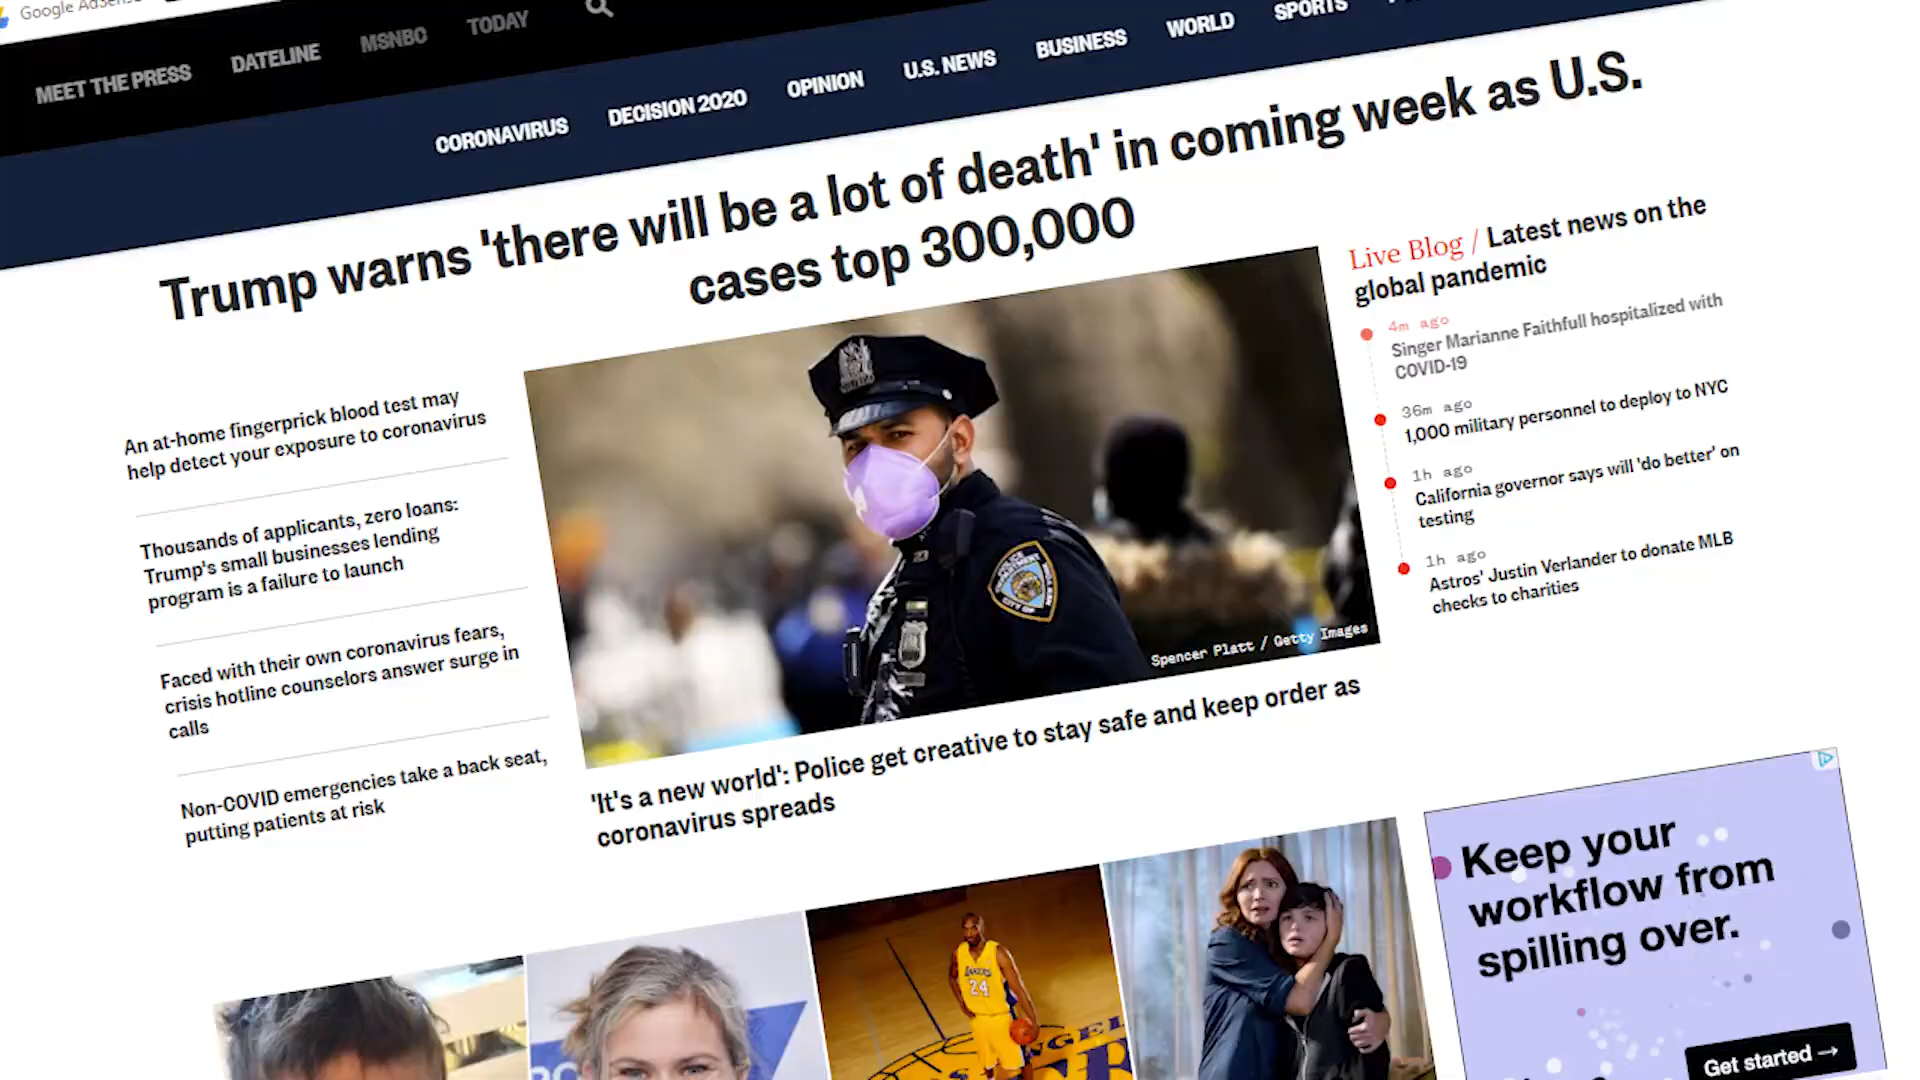 Google AdSense
MEET THE PRESS
DATELINE
MSNBC
TODAY
CORONAVIRUS
DECISION 2020
OPINION
U.S. NEWS
BUSINESS
WORLD
SPORTS
Trump warns 'there will be a lot of death' in coming week as U.S.
cases top 300,000
An at-home fingerprick blood test may
help detect your exposure to coronavirus
Thousands of applicants, zero loans:
Trump's small businesses lending
program is a failure to launch
Faced with their own coronavirus fears,
crisis hotline counselors answer surge in
calls
Non-COVID emergencies take a back seat,
putting patients at risk
Spencer Platt / Getty Images
'It's a new world': Police get creative to stay safe and keep order as
coronavirus spreads
Live Blog / Latest news on the
global pandemic
4m ago
Singer Marianne Faithfull hospitalized with
COVID-19
36m ago
1,000 military personnel to deploy to NYC
1h ago
California governor says will 'do better' on
testing
1h ago
Astros' Justin Verlander to donate MLB
checks to charities
LAKERS
24
Keep your
workflow from
spilling over.
Get started →